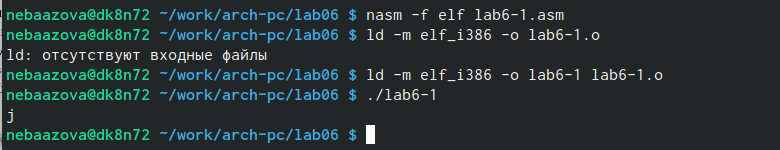 nebaazova@dk8n72 ~/work/arch-pc/lab06 $ nasm -f elf lab6-1.asm
nebaazova@dk8n72 ~/work/arch-pc/lab06 $ ld -m elf_i386 -o lab6-1.o
ld: отсутствуют входные файлы
nebaazova@dk8n72 ~/work/arch-pc/lab06 $ ld -m elf_i386 -o lab6-1 lab6-1.o
nebaazova@dk8n72 ~/work/arch-pc/lab06 $ ./lab6-1
j
nebaazova@dk8n72 ~/work/arch-pc/lab06 $